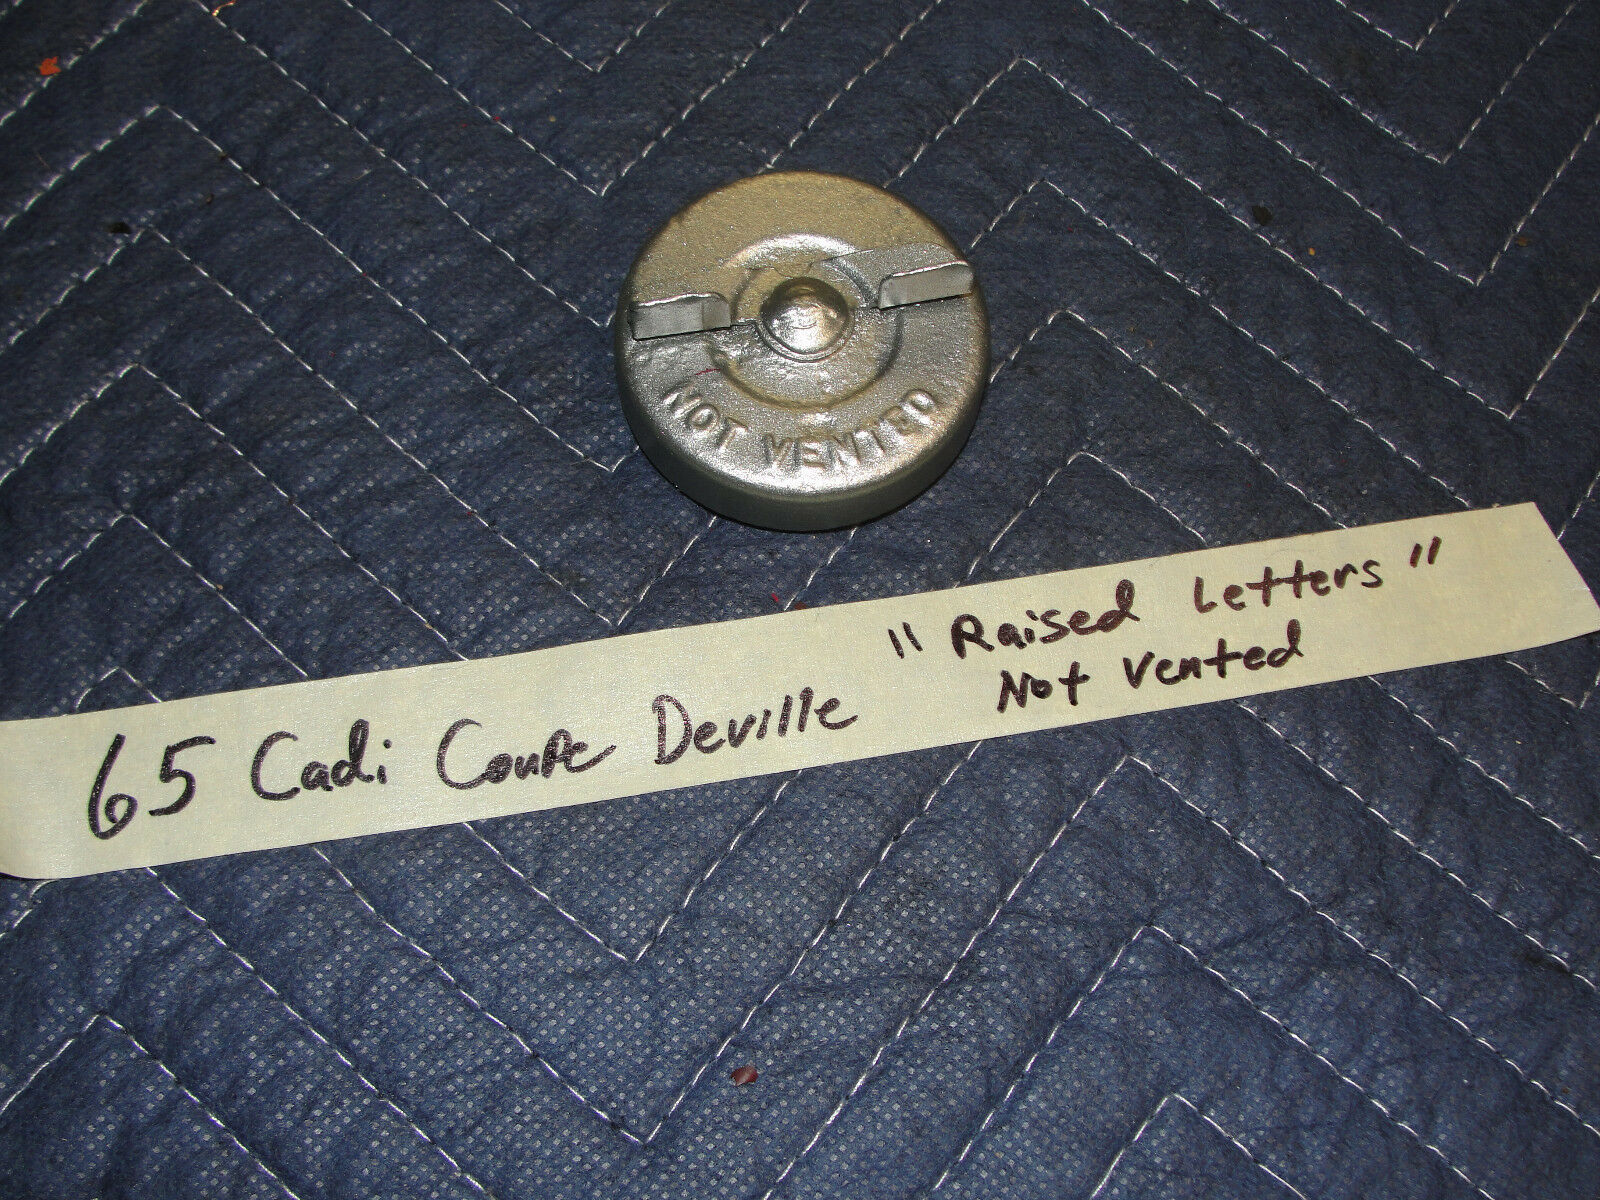 NOT VENTED
"Raised Letters"
65 Cadi Coupe Deville Not Vented